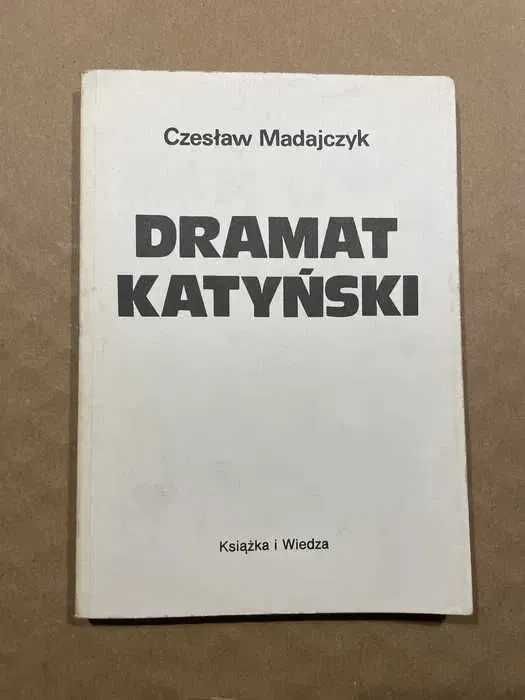 Czesław Madajczyk
DRAMAT
KATYŃSKI
Książka i Wiedza